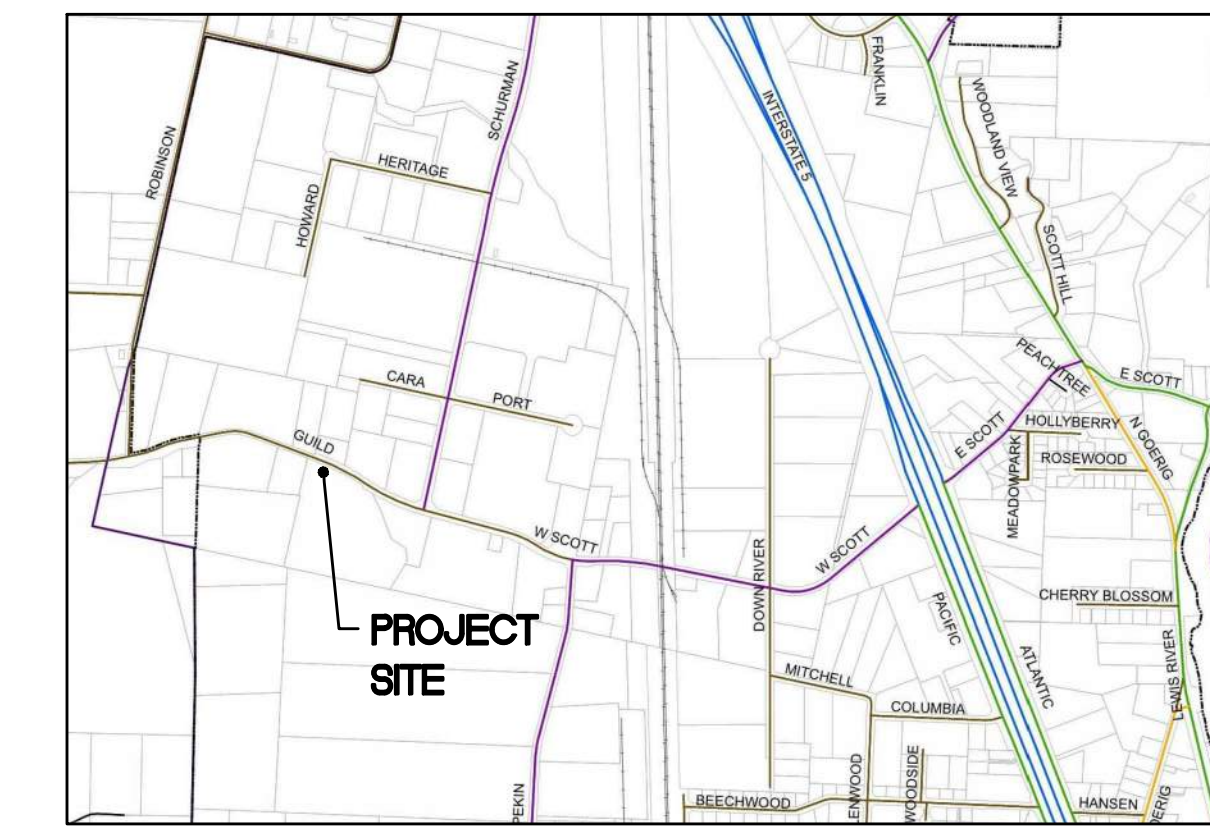 FRANKLIN
SCHURMAN
INTERSTATE 5
WOODLAND VIEW
ROBINSON
HERITAGE
HOWARD
SCOTT HILL
PEACHTREE
E SCOTT
CARA
PORT
HOLLYBERRY
N GOERIG
E SCOTT
GUILD
ROSEWOOD
MEADOWPARK
W SCOTT
W SCOTT
DOWN RIVER
CHERRY BLOSSOM
PACIFIC
PROJECT
SITE
ATLANTIC
LEWIS RIVER
MITCHELL
COLUMBIA
PEKIN
LENWOOD
WOODSIDE
BEECHWOOD
HANSEN
OERIG